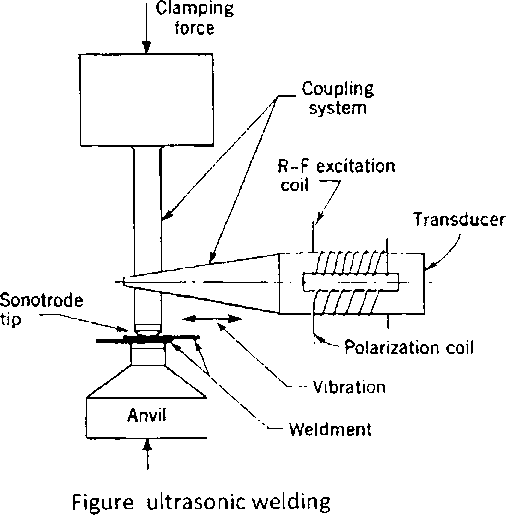 Clamping
force
Coupling
system
R-F excitation
coil
Transducer
Sonotrode
tip
Polarization coil
Vibration
Anvil
Weldment
Figure ultrasonic welding